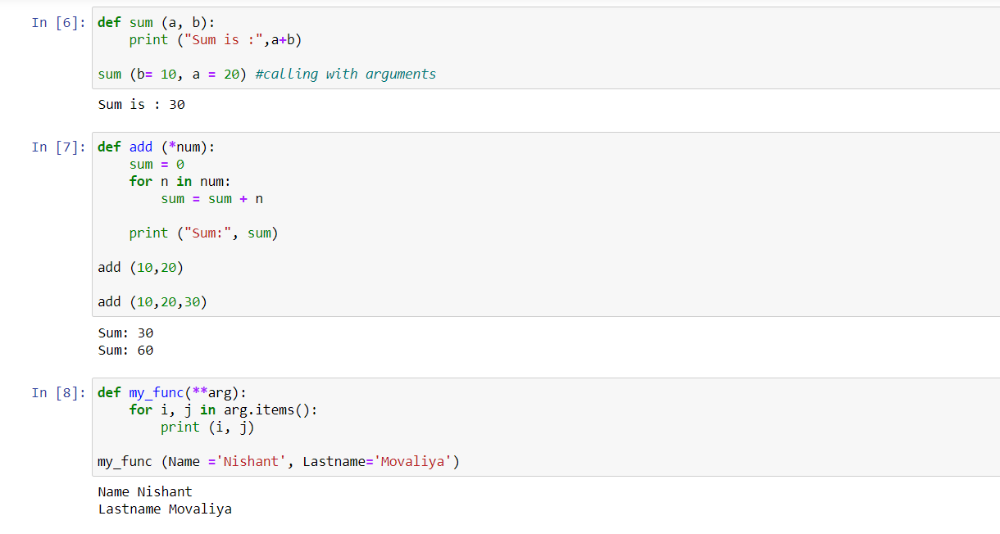 In [6]: def sum (a, b):
    print ("Sum is :",a+b)
sum (b= 10, a = 20) #calling with arguments
Sum is : 30
In [7]: def add (*num):
    sum = 0
    for n in num:
        sum = sum + n
    print ("Sum:", sum)
add (10,20)
add (10,20,30)
Sum: 30
Sum: 60
In [8]: def my_func(**arg):
    for i, j in arg.items():
        print (i, j)
my_func (Name ='Nishant', Lastname='Movaliya')
Name Nishant
Lastname Movaliya